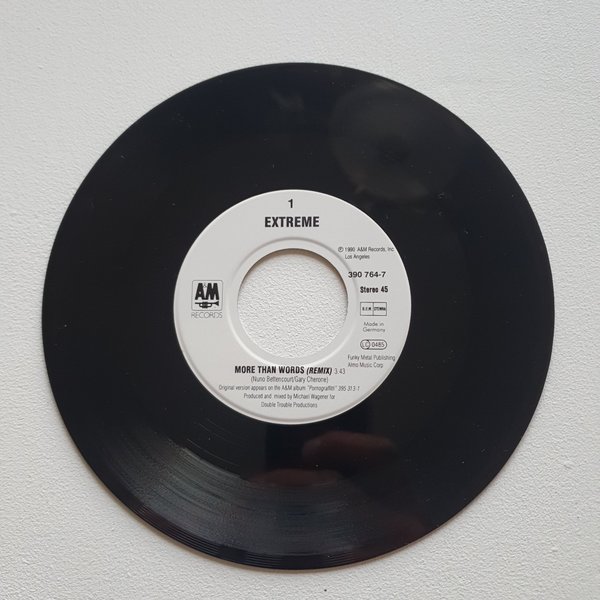 1
EXTREME
℗ 1990 A&M Records, Inc.
Los Angeles
390 764-7
Stereo 45
A&M
RECORDS
B.I.E.M. STEMRA
Made in
Germany
LC 0485
MORE THAN WORDS (REMIX) 3.43
(Nuno Bettencourt/Gary Cherone)
Funky Metal Publishing
Almo Music Corp.
Original version appears on the A&M album "Pornograffitti" 395 313-1
Produced and mixed by Michael Wagener for
Double Trouble Productions